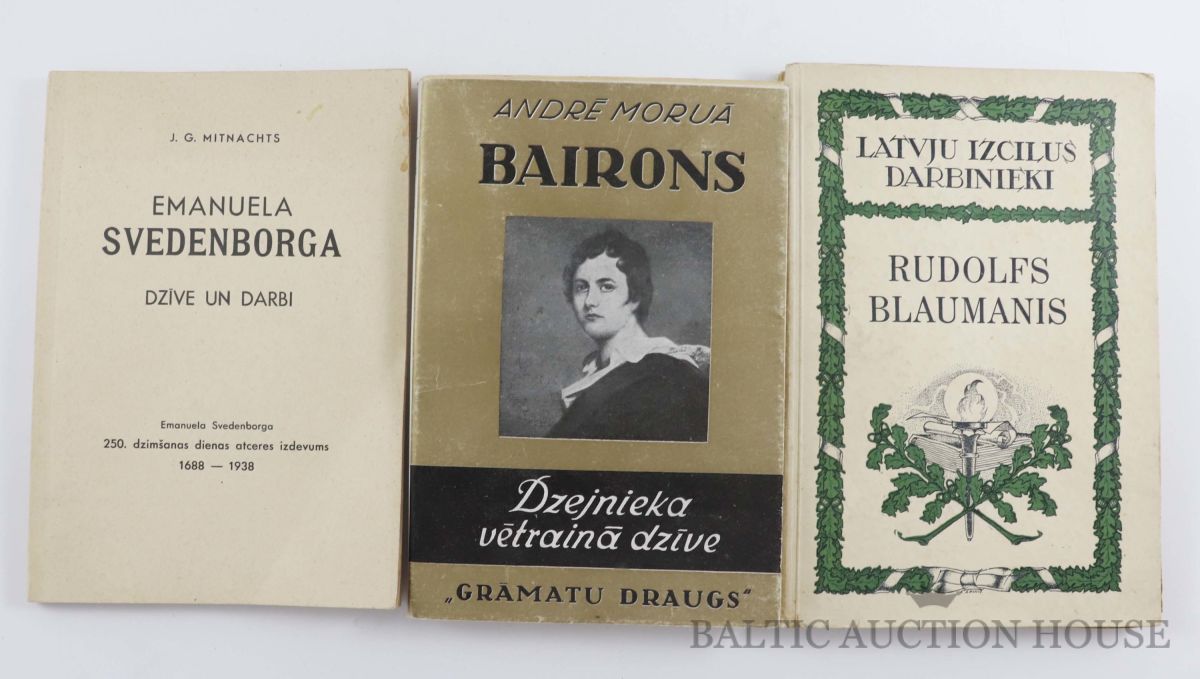 J. G. MITNACHTS
EMANUELA
SVEDENBORGA
DZĪVE UN DARBI
Emanuela Svedenborga
250. dzimšanas dienas atceres izdevums
1688 — 1938
ANDRĒ MORUĀ
BAIRONS
Dzejnieka
vētrainā dzīve
„GRĀMATU DRAUGS“
LATVJU IZCILUS
DARBINIEKI
RUDOLFS
BLAUMANIS
BALTIC AUCTION HOUSE